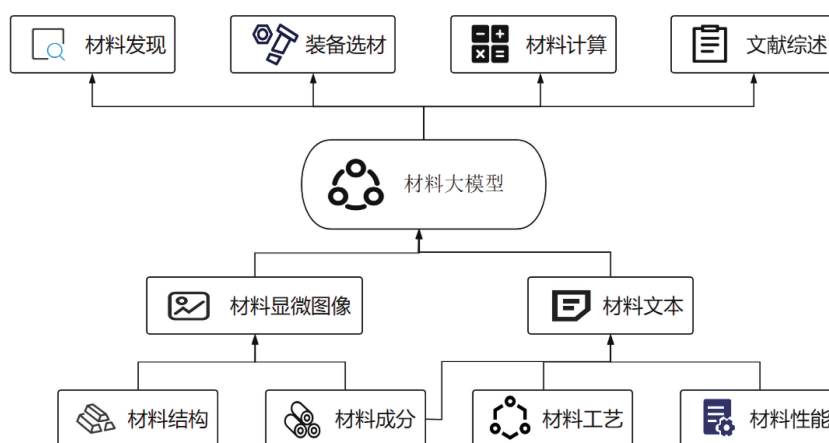 材料发现
装备选材
材料计算
文献综述
材料大模型
材料显微图像
材料文本
材料结构
材料成分
材料工艺
材料性能